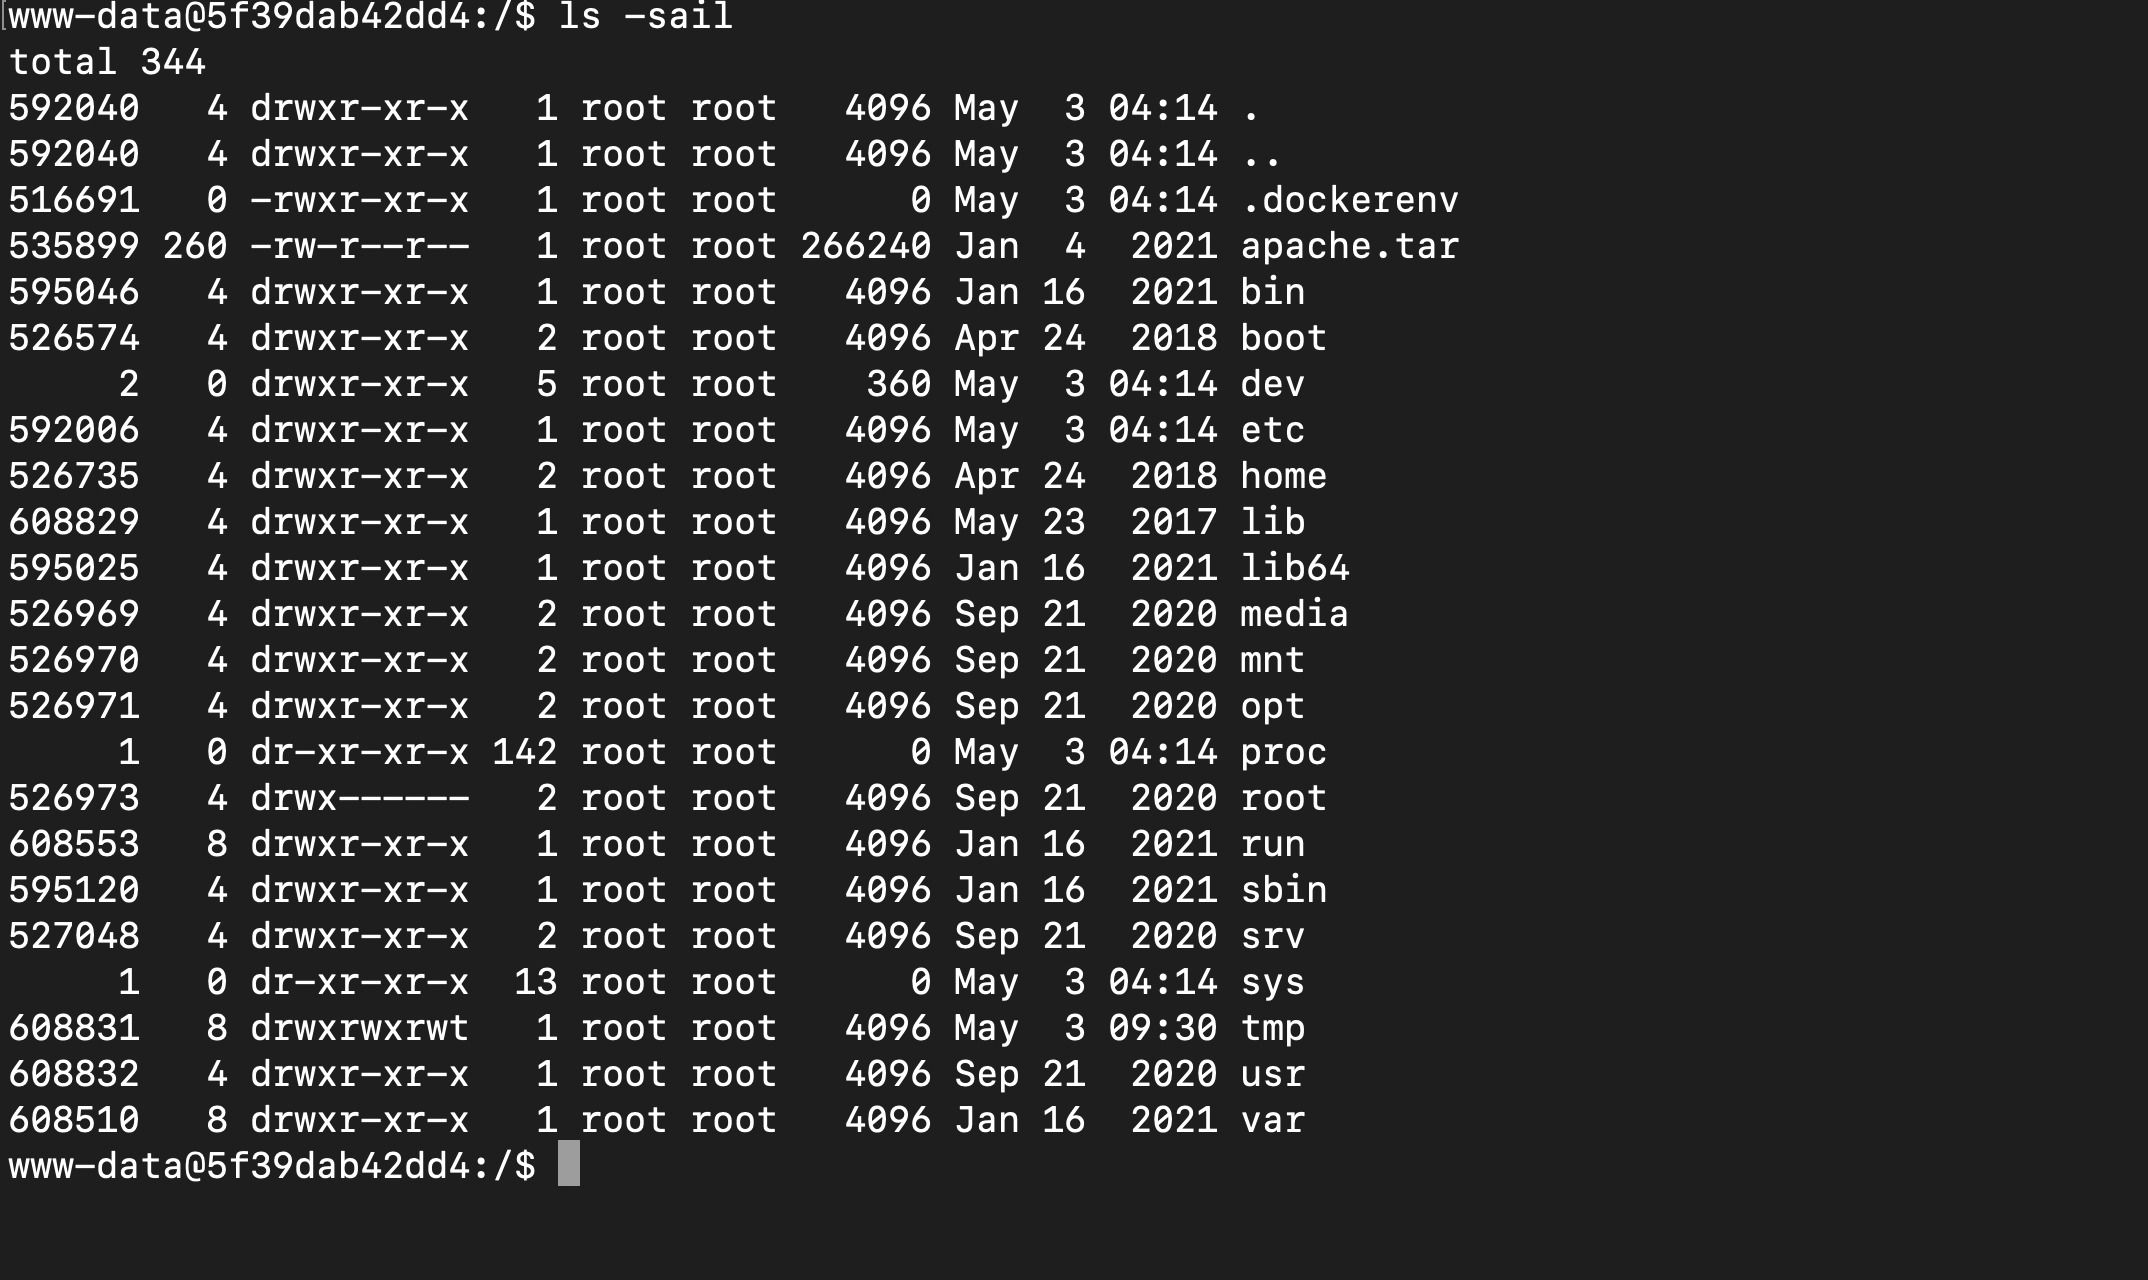 www-data@5f39dab42dd4:/$ ls -sail
total 344
592040   4 drwxr-xr-x   1 root root   4096 May  3 04:14 .
592040   4 drwxr-xr-x   1 root root   4096 May  3 04:14 ..
516691   0 -rwxr-xr-x   1 root root      0 May  3 04:14 .dockerenv
535899 260 -rw-r--r--   1 root root 266240 Jan  4  2021 apache.tar
595046   4 drwxr-xr-x   1 root root   4096 Jan 16  2021 bin
526574   4 drwxr-xr-x   2 root root   4096 Apr 24  2018 boot
     2   0 drwxr-xr-x   5 root root    360 May  3 04:14 dev
592006   4 drwxr-xr-x   1 root root   4096 May  3 04:14 etc
526735   4 drwxr-xr-x   2 root root   4096 Apr 24  2018 home
608829   4 drwxr-xr-x   1 root root   4096 May 23  2017 lib
595025   4 drwxr-xr-x   1 root root   4096 Jan 16  2021 lib64
526969   4 drwxr-xr-x   2 root root   4096 Sep 21  2020 media
526970   4 drwxr-xr-x   2 root root   4096 Sep 21  2020 mnt
526971   4 drwxr-xr-x   2 root root   4096 Sep 21  2020 opt
     1   0 dr-xr-xr-x 142 root root      0 May  3 04:14 proc
526973   4 drwx------   2 root root   4096 Sep 21  2020 root
608553   8 drwxr-xr-x   1 root root   4096 Jan 16  2021 run
595120   4 drwxr-xr-x   1 root root   4096 Jan 16  2021 sbin
527048   4 drwxr-xr-x   2 root root   4096 Sep 21  2020 srv
     1   0 dr-xr-xr-x  13 root root      0 May  3 04:14 sys
608831   8 drwxrwxrwt   1 root root   4096 May  3 09:30 tmp
608832   4 drwxr-xr-x   1 root root   4096 Sep 21  2020 usr
608510   8 drwxr-xr-x   1 root root   4096 Jan 16  2021 var
www-data@5f39dab42dd4:/$